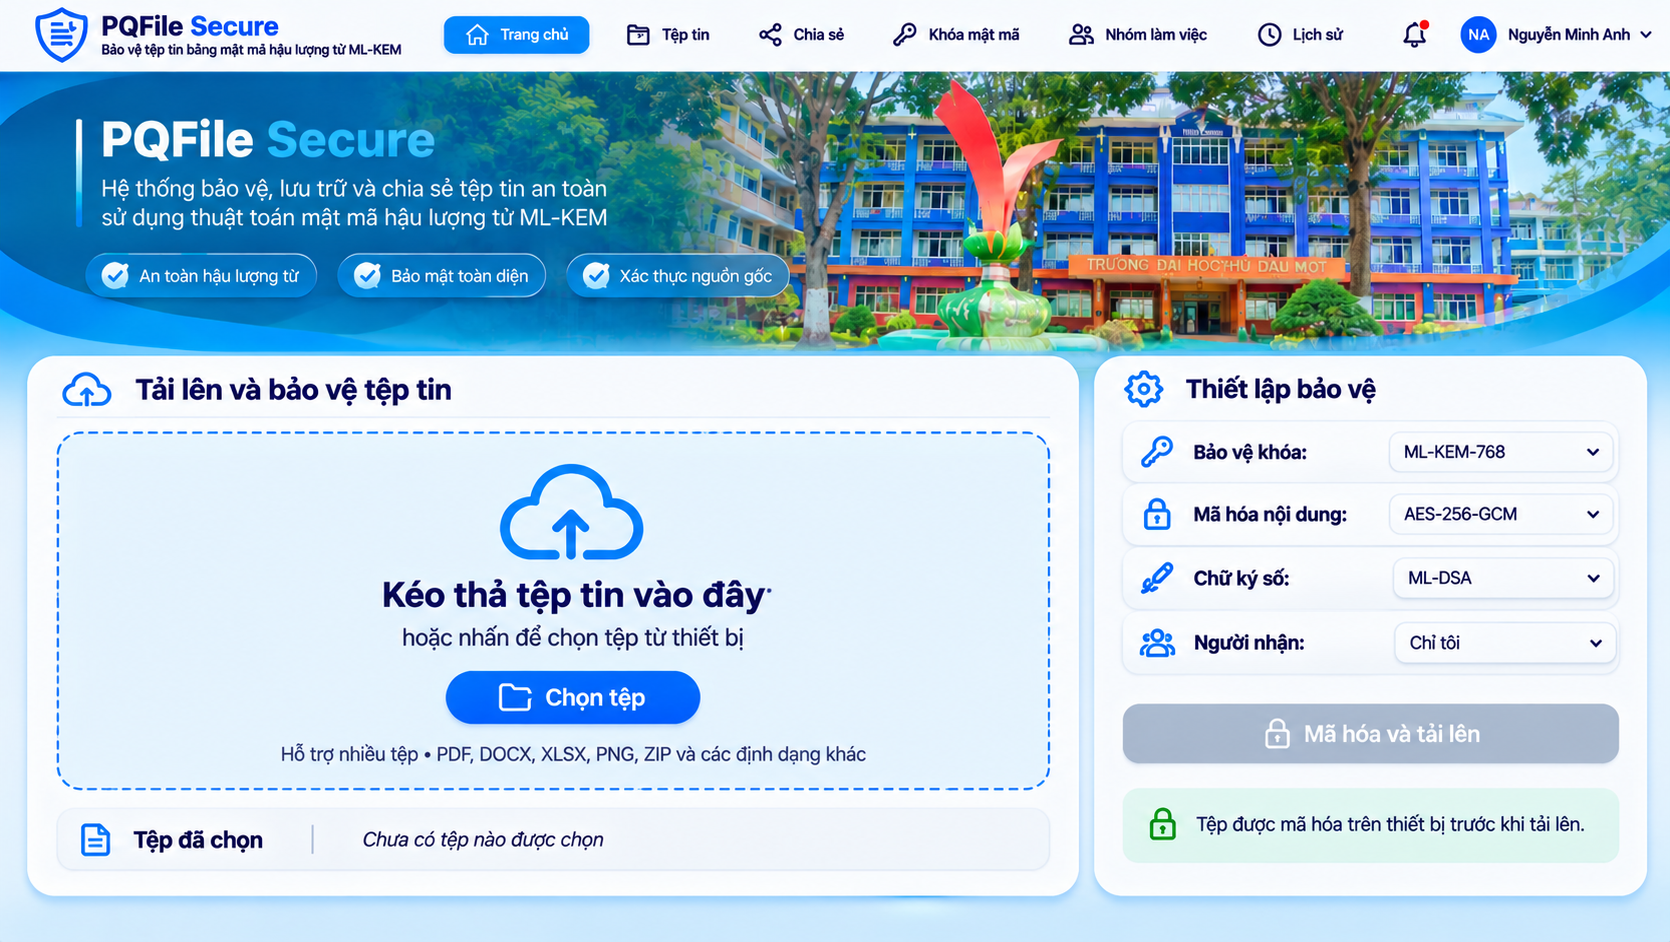 PQFile Secure
Bảo vệ tệp tin bằng mật mã hậu lượng tử ML-KEM
Trang chủ
Tệp tin
Chia sẻ
Khóa mật mã
Nhóm làm việc
Lịch sử
NA
Nguyễn Minh Anh
PQFile Secure
Hệ thống bảo vệ, lưu trữ và chia sẻ tệp tin an toàn
sử dụng thuật toán mật mã hậu lượng tử ML-KEM
An toàn hậu lượng từ
Bảo mật toàn diện
Xác thực nguồn gốc
TRƯỜNG ĐẠI HỌC THỦ DẦU MỘT
Tải lên và bảo vệ tệp tin
Kéo thả tệp tin vào đây
hoặc nhấn để chọn tệp từ thiết bị
Chọn tệp
Hỗ trợ nhiều tệp • PDF, DOCX, XLSX, PNG, ZIP và các định dạng khác
Tệp đã chọn
Chưa có tệp nào được chọn
Thiết lập bảo vệ
Bảo vệ khóa:
ML-KEM-768
Mã hóa nội dung:
AES-256-GCM
Chữ ký số:
ML-DSA
Người nhận:
Chỉ tôi
Mã hóa và tải lên
Tệp được mã hóa trên thiết bị trước khi tải lên.